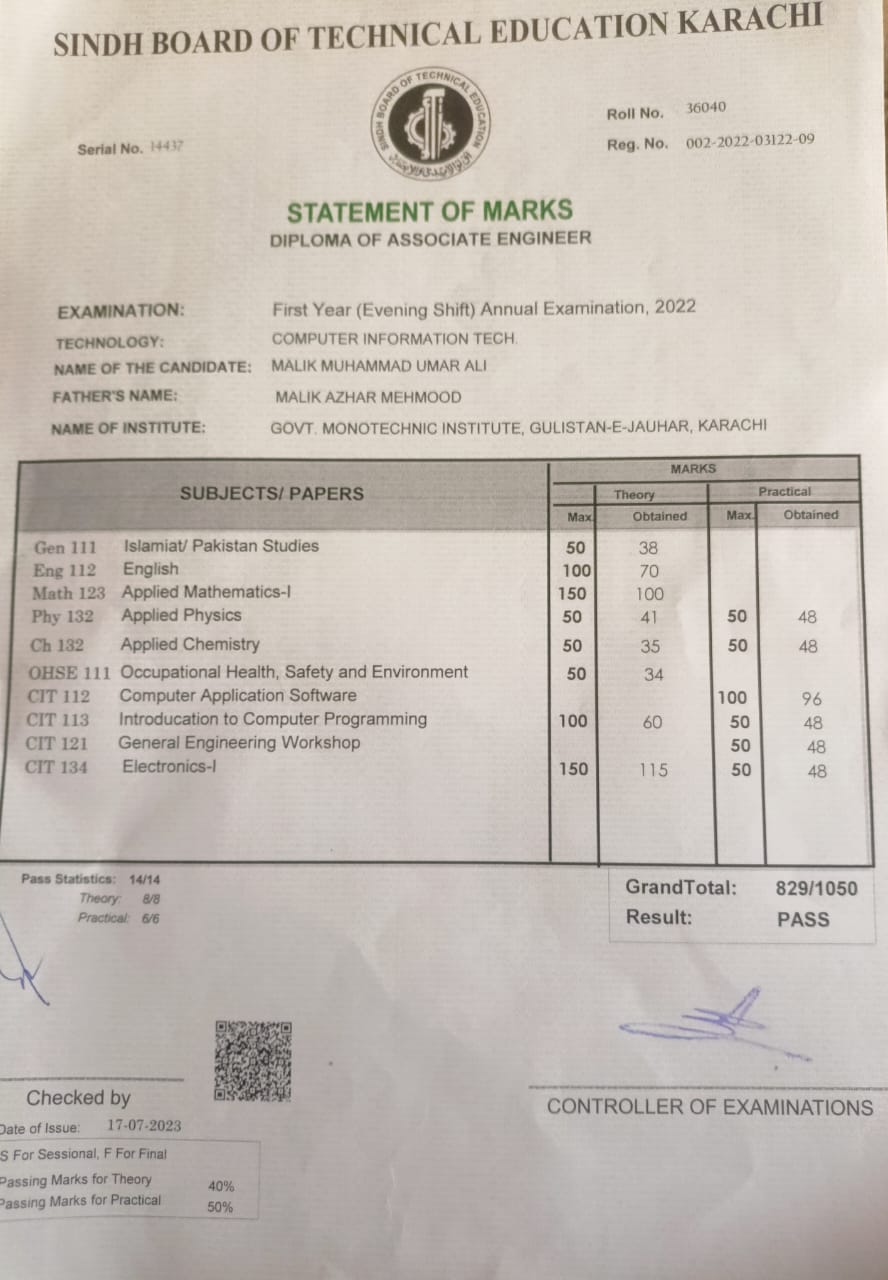 SINDH BOARD OF TECHNICAL EDUCATION KARACHI
SINDH BOARD OF TECHNICAL EDUCATION
Roll No. 36040
Serial No. 14437
Reg. No. 002-2022-03122-09
STATEMENT OF MARKS
DIPLOMA OF ASSOCIATE ENGINEER
EXAMINATION: First Year (Evening Shift) Annual Examination, 2022
TECHNOLOGY: COMPUTER INFORMATION TECH.
NAME OF THE CANDIDATE: MALIK MUHAMMAD UMAR ALI
FATHER'S NAME: MALIK AZHAR MEHMOOD
NAME OF INSTITUTE: GOVT. MONOTECHNIC INSTITUTE, GULISTAN-E-JAUHAR, KARACHI
MARKS
SUBJECTS/ PAPERS Theory Practical
Max. Obtained Max. Obtained
Gen 111 Islamiat/ Pakistan Studies 50 38
Eng 112 English 100 70
Math 123 Applied Mathematics-I 150 100
Phy 132 Applied Physics 50 41 50 48
Ch 132 Applied Chemistry 50 35 50 48
OHSE 111 Occupational Health, Safety and Environment 50 34
CIT 112 Computer Application Software 100 96
CIT 113 Introducation to Computer Programming 100 60 50 48
CIT 121 General Engineering Workshop 50 48
CIT 134 Electronics-I 150 115 50 48
Pass Statistics: 14/14
Theory: 8/8
Practical: 6/6
GrandTotal: 829/1050
Result: PASS
Checked by
CONTROLLER OF EXAMINATIONS
Date of Issue: 17-07-2023
S For Sessional, F For Final
Passing Marks for Theory 40%
Passing Marks for Practical 50%